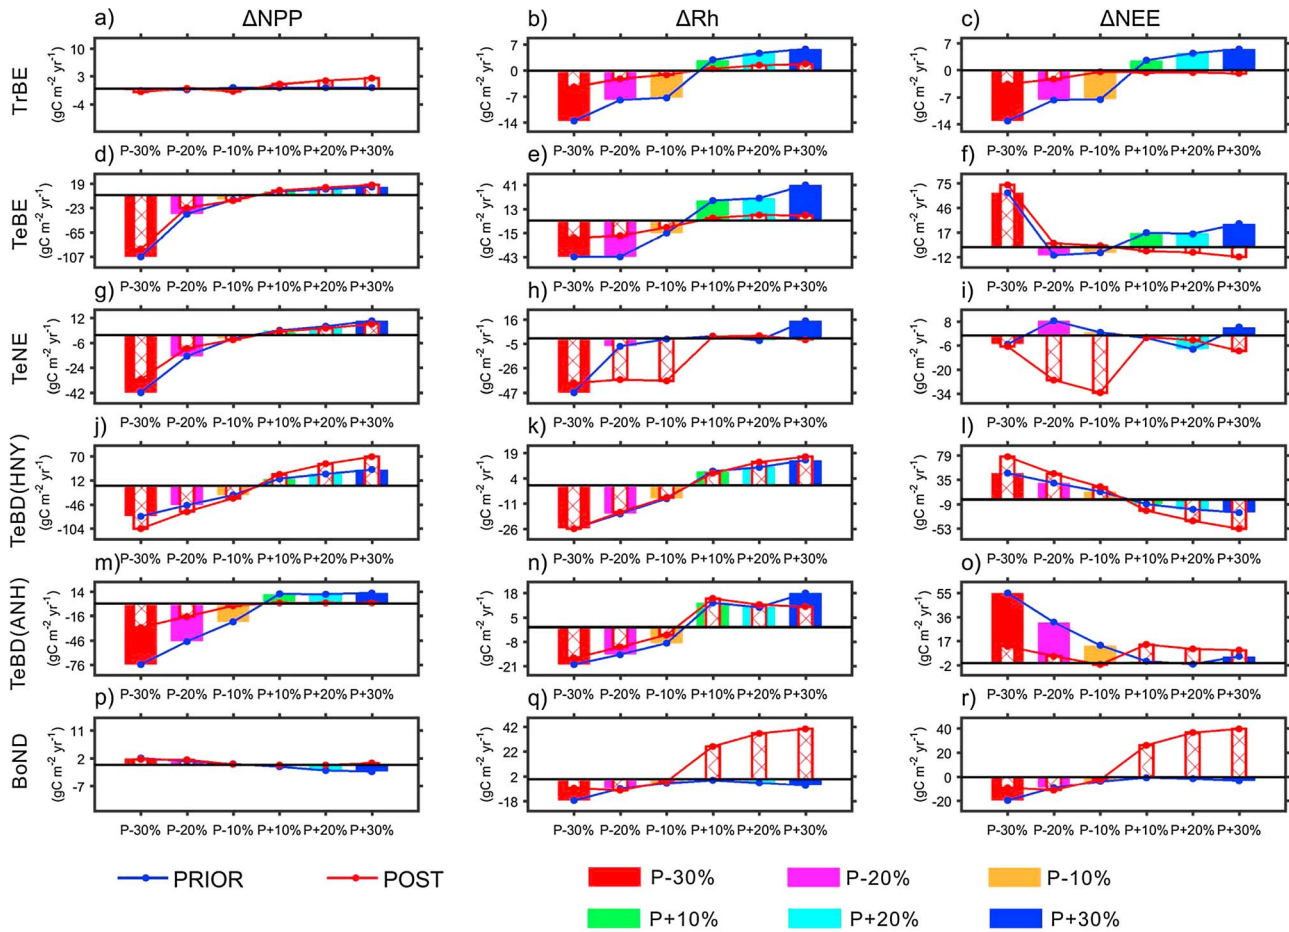 a) ΔNPP b) ΔRh c) ΔNEE
TrBE
(gC m⁻² yr⁻¹) 10 3 -4
(gC m⁻² yr⁻¹) 7 0 -7 -14
(gC m⁻² yr⁻¹) 7 0 -7 -14
P-30% P-20% P-10% P+10% P+20% P+30% P-30% P-20% P-10% P+10% P+20% P+30% P-30% P-20% P-10% P+10% P+20% P+30%
d) e) f)
TeBE
(gC m⁻² yr⁻¹) 19 -23 -65 -107
(gC m⁻² yr⁻¹) 41 13 -15 -43
(gC m⁻² yr⁻¹) 75 46 17 -12
P-30% P-20% P-10% P+10% P+20% P+30% P-30% P-20% P-10% P+10% P+20% P+30% P-30% P-20% P-10% P+10% P+20% P+30%
g) h) i)
TeNE
(gC m⁻² yr⁻¹) 12 -6 -24 -42
(gC m⁻² yr⁻¹) 16 -5 -26 -47
(gC m⁻² yr⁻¹) 8 -6 -20 -34
P-30% P-20% P-10% P+10% P+20% P+30% P-30% P-20% P-10% P+10% P+20% P+30% P-30% P-20% P-10% P+10% P+20% P+30%
j) k) l)
TeBD(HNY)
(gC m⁻² yr⁻¹) 70 12 -46 -104
(gC m⁻² yr⁻¹) 19 4 -11 -26
(gC m⁻² yr⁻¹) 79 35 -9 -53
P-30% P-20% P-10% P+10% P+20% P+30% P-30% P-20% P-10% P+10% P+20% P+30% P-30% P-20% P-10% P+10% P+20% P+30%
m) n) o)
TeBD(ANH)
(gC m⁻² yr⁻¹) 14 -16 -46 -76
(gC m⁻² yr⁻¹) 18 5 -8 -21
(gC m⁻² yr⁻¹) 55 36 17 -2
P-30% P-20% P-10% P+10% P+20% P+30% P-30% P-20% P-10% P+10% P+20% P+30% P-30% P-20% P-10% P+10% P+20% P+30%
p) q) r)
BoND
(gC m⁻² yr⁻¹) 11 2 -7
(gC m⁻² yr⁻¹) 42 22 2 -18
(gC m⁻² yr⁻¹) 40 20 0 -20
P-30% P-20% P-10% P+10% P+20% P+30% P-30% P-20% P-10% P+10% P+20% P+30% P-30% P-20% P-10% P+10% P+20% P+30%
PRIOR POST P-30% P-20% P-10%
P+10% P+20% P+30%